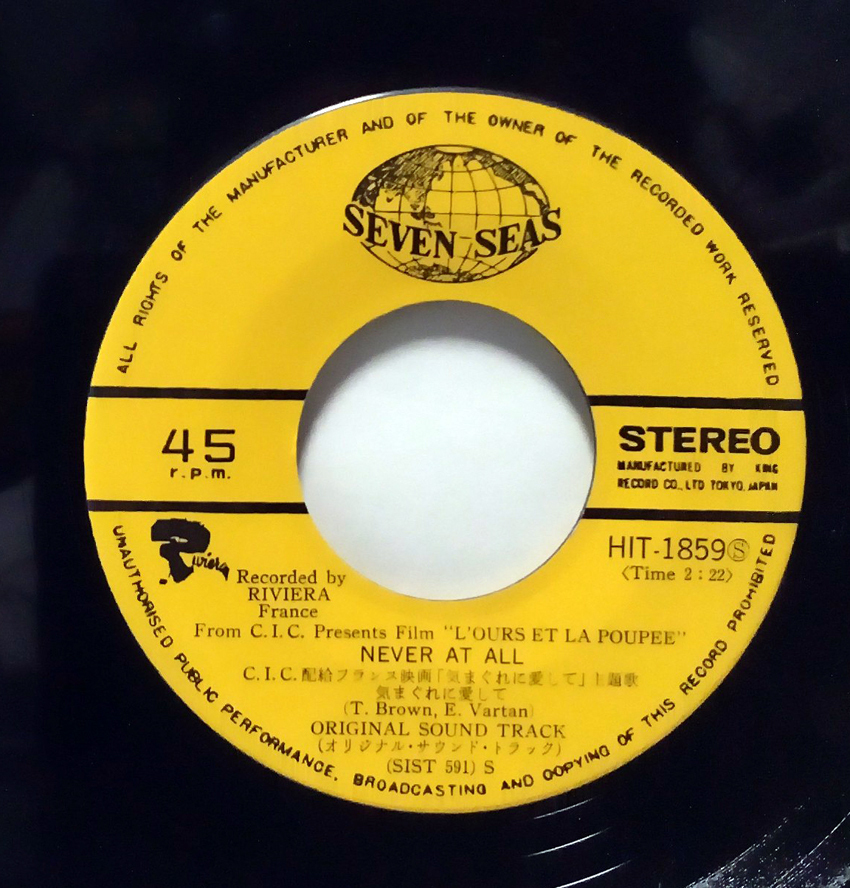 ALL RIGHTS OF THE MANUFACTURER AND OF THE OWNER OF THE RECORDED WORK RESERVED
SEVEN SEAS
45
r.p.m.
STEREO
MANUFACTURED BY KING
RECORD CO., LTD TOKYO, JAPAN
Riviera
HIT-1859Ⓢ
〈Time 2:22〉
Recorded by
RIVIERA
France
From C.I.C. Presents Film "L'OURS ET LA POUPEE"
NEVER AT ALL
C.I.C.配給フランス映画「気まぐれに愛して」主題歌
気まぐれに愛して
(T. Brown, E. Vartan)
ORIGINAL SOUND TRACK
(オリジナル・サウンド・トラック)
(SIST 591) S
UNAUTHORISED PUBLIC PERFORMANCE, BROADCASTING AND COPYING OF THIS RECORD PROHIBITED